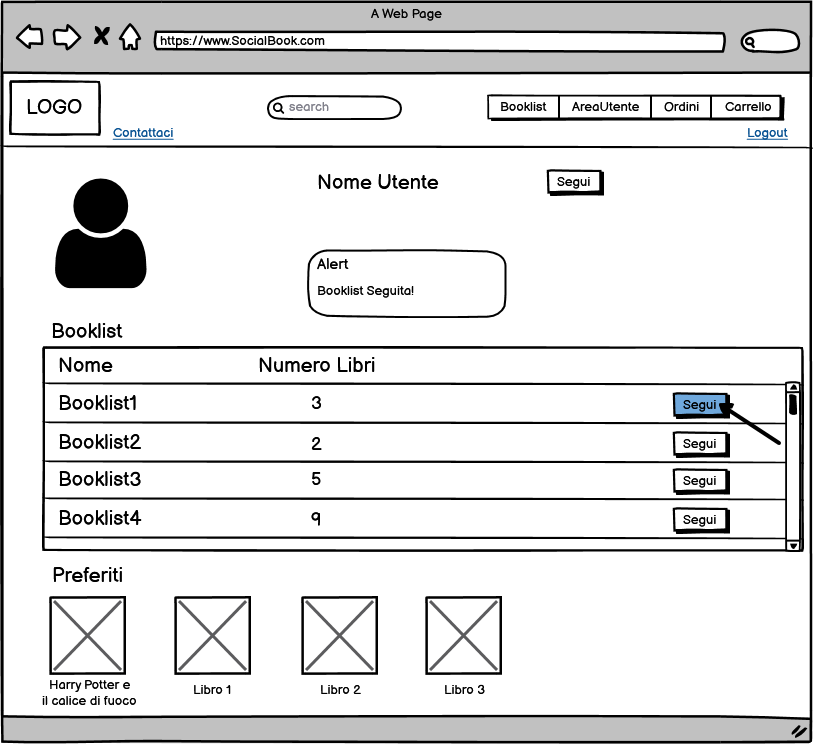 A Web Page
https://www.SocialBook.com
LOGO
search
Booklist AreaUtente Ordini Carrello
Contattaci
Logout
Nome Utente
Segui
Alert
Booklist Seguita!
Booklist
Nome Numero Libri
Booklist1 3 Segui
Booklist2 2 Segui
Booklist3 5 Segui
Booklist4 9 Segui
Preferiti
Harry Potter e
il calice di fuoco
Libro 1
Libro 2
Libro 3